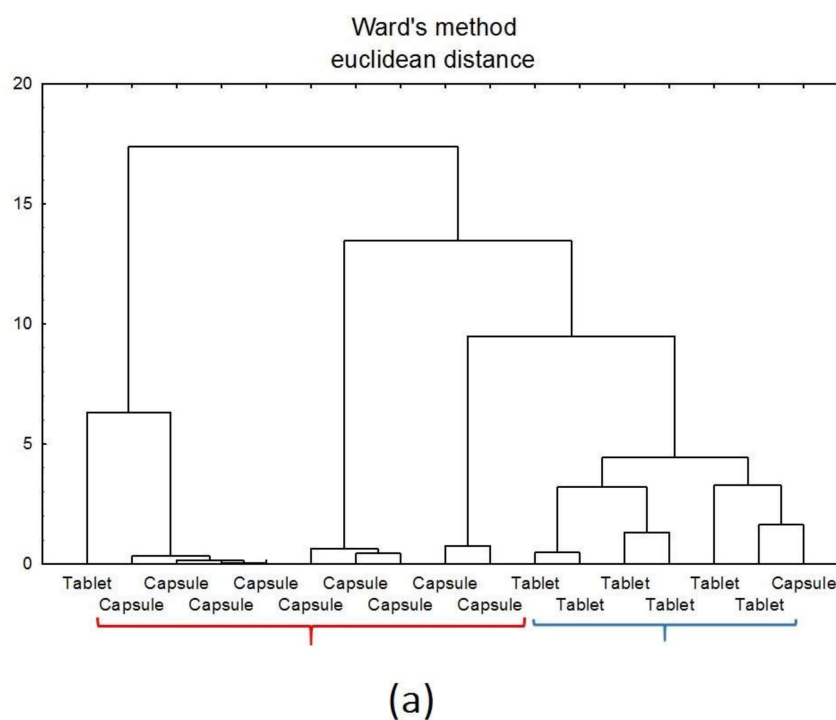 Ward's method
euclidean distance
20
15
10
5
0
Tablet Capsule Capsule Capsule Capsule Tablet Tablet Tablet Capsule
Capsule Capsule Capsule Capsule Capsule Tablet Tablet Tablet
(a)